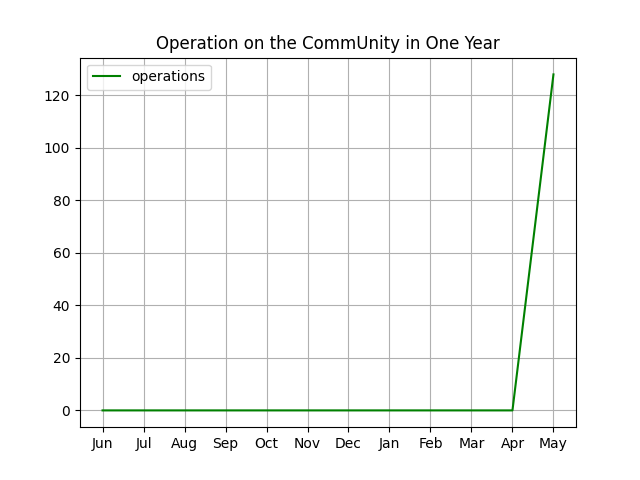 Operation on the CommUnity in One Year
operations
120
100
80
60
40
20
0
Jun Jul Aug Sep Oct Nov Dec Jan Feb Mar Apr May